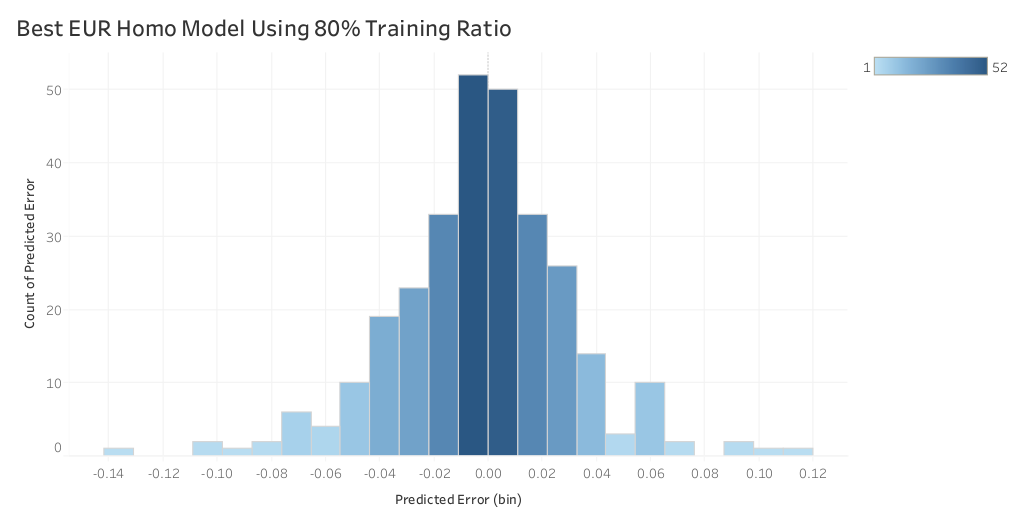 Best EUR Homo Model Using 80% Training Ratio
1
52
50
40
30
20
10
0
Count of Predicted Error
-0.14 -0.12 -0.10 -0.08 -0.06 -0.04 -0.02 0.00 0.02 0.04 0.06 0.08 0.10 0.12
Predicted Error (bin)